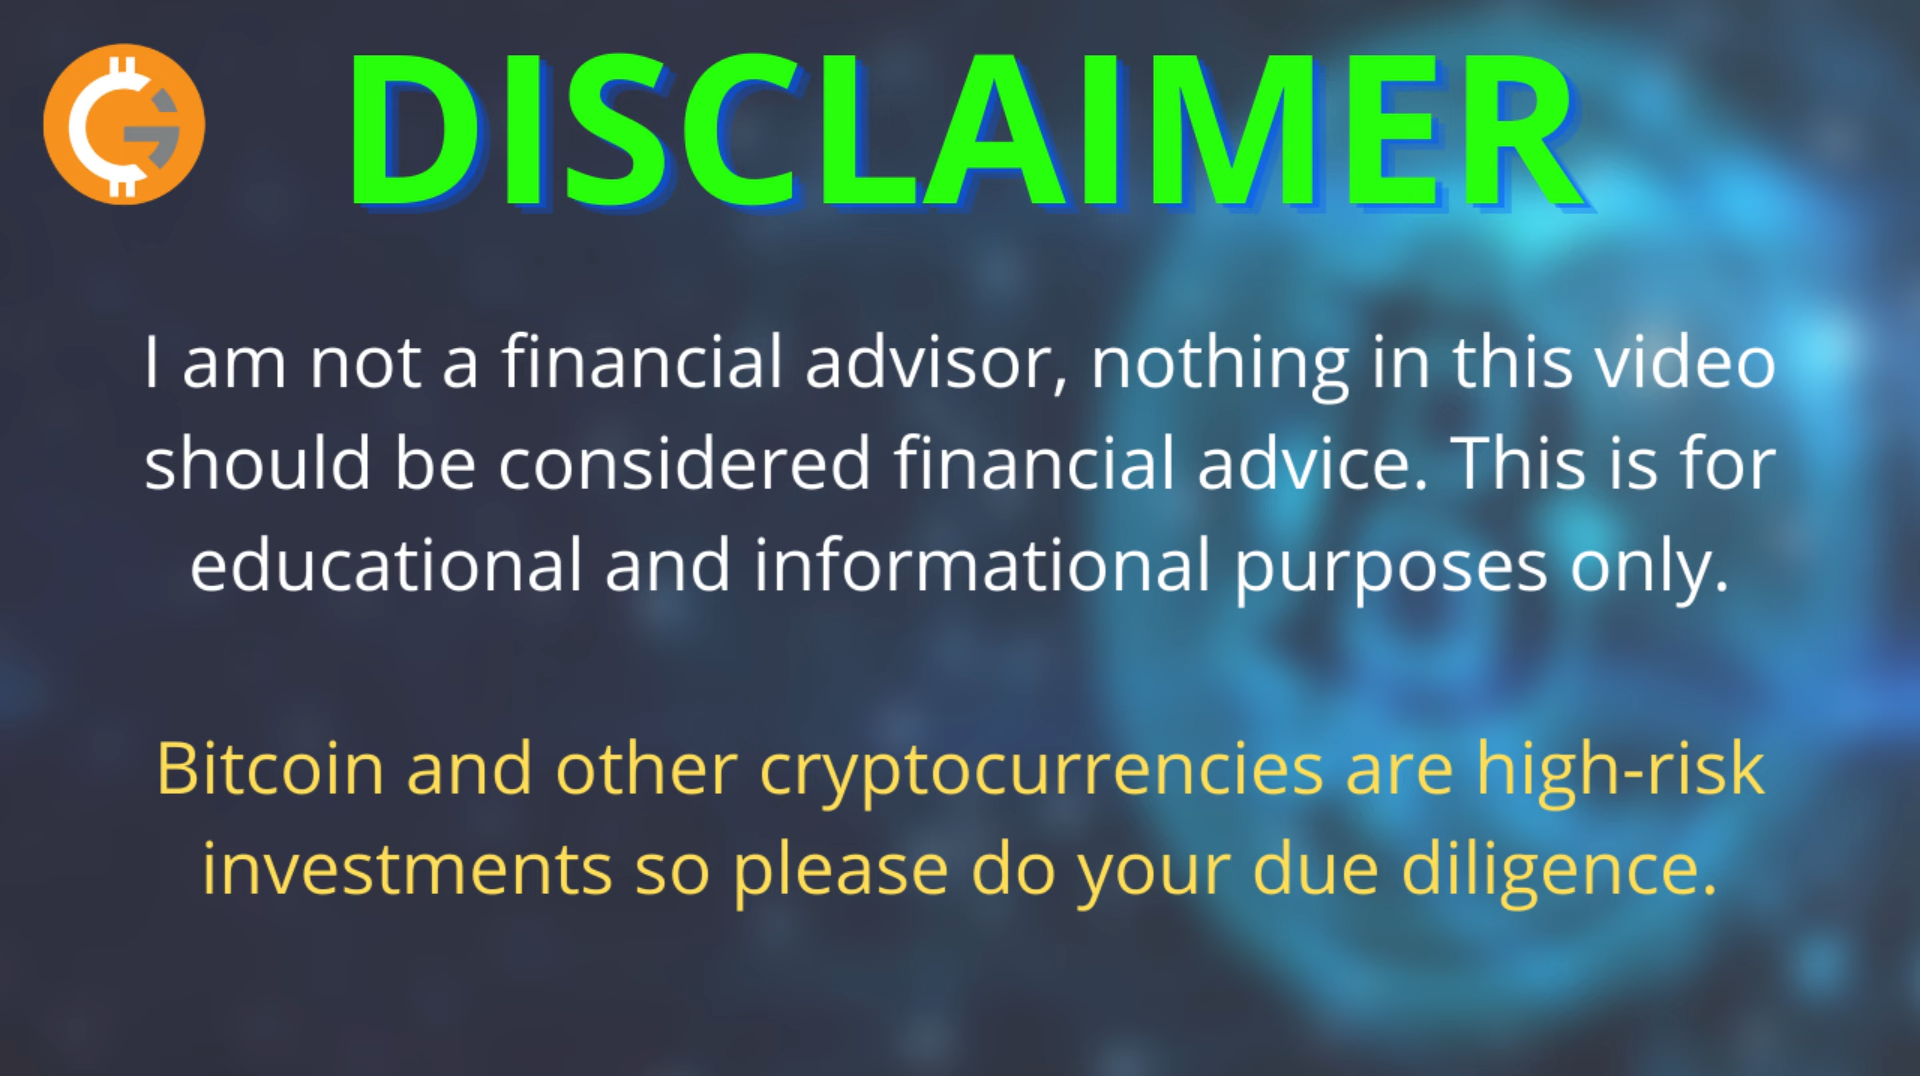 DISCLAIMER
I am not a financial advisor, nothing in this video
should be considered financial advice. This is for
educational and informational purposes only.
Bitcoin and other cryptocurrencies are high-risk
investments so please do your due diligence.